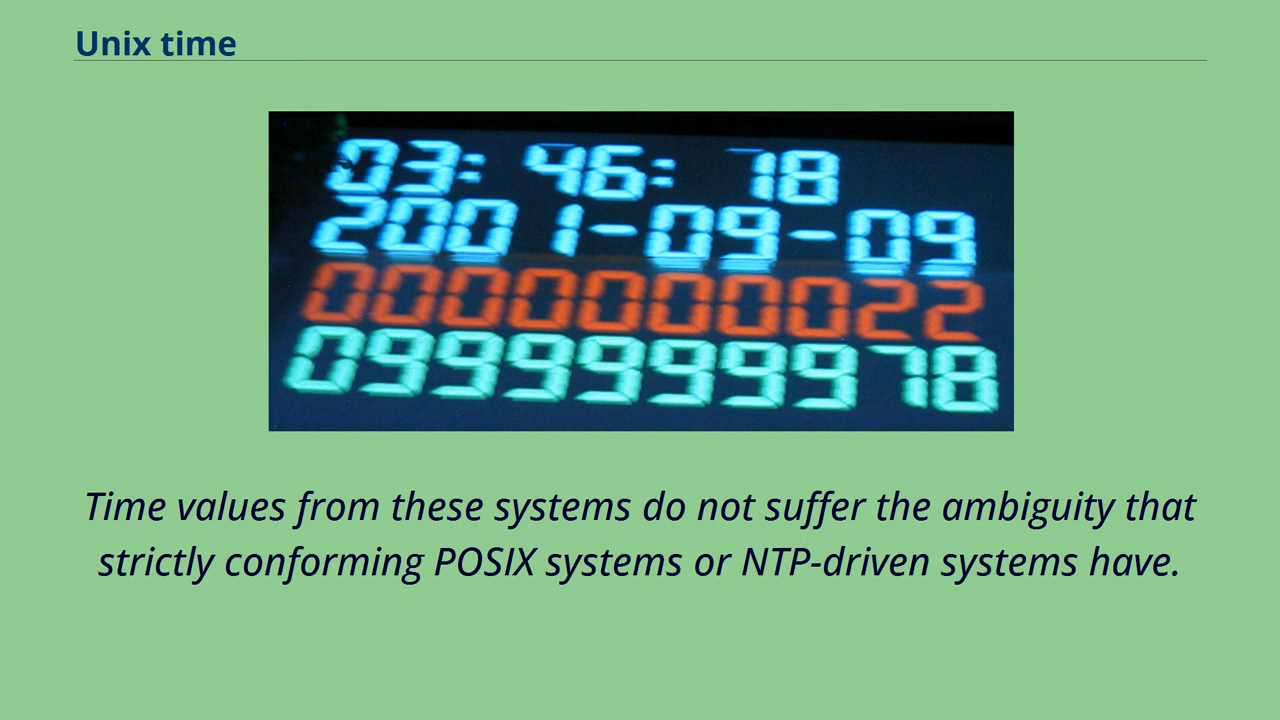 Unix time
03:46:18
2001-09-09
0000000022
0999999978
Time values from these systems do not suffer the ambiguity that
strictly conforming POSIX systems or NTP-driven systems have.